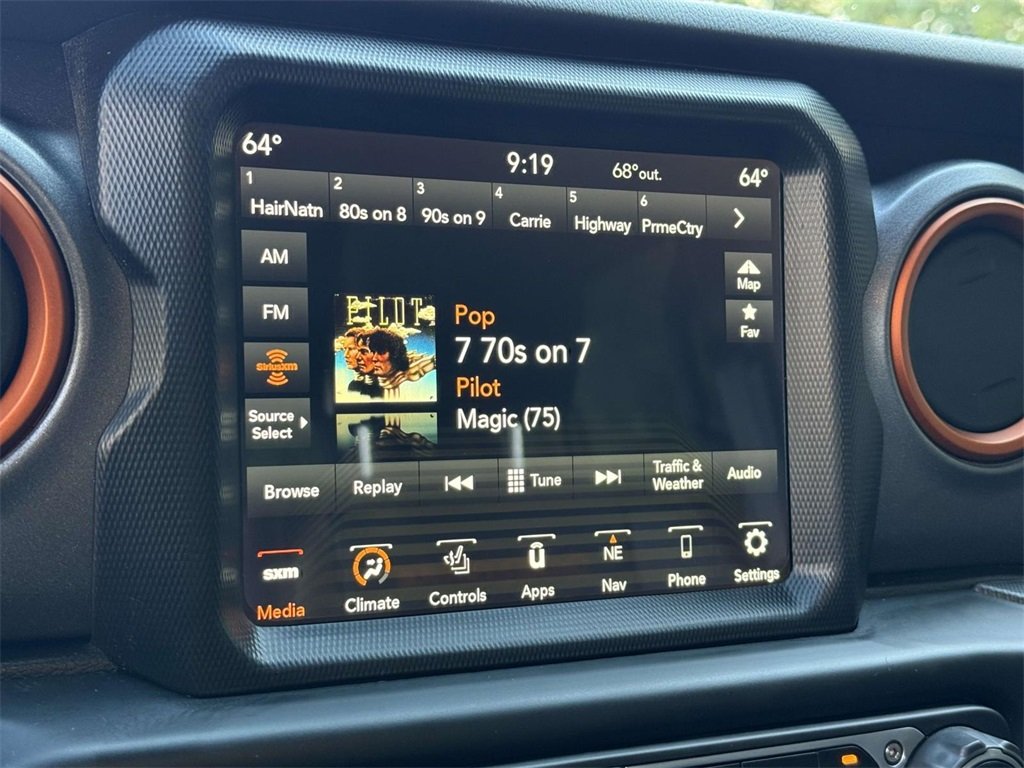 64° 9:19 68°out. 64°
1 HairNatn 2 80s on 8 3 90s on 9 4 Carrie 5 Highway 6 PrmeCtry
AM
Map
FM
Fav
PILOT
Pop
7 70s on 7
SiriusXM
Pilot
Magic (75)
Source
Select
Browse Replay Tune Traffic &
Weather Audio
sxm NE
Media Climate Controls Apps Nav Phone Settings